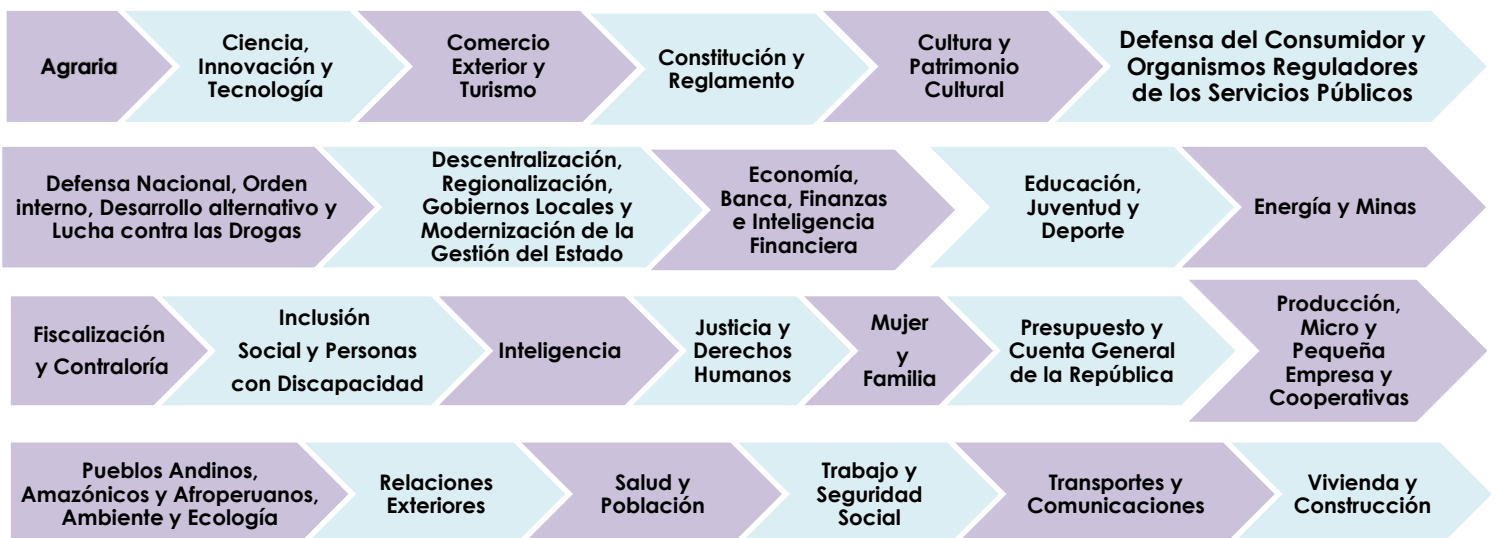 Agraria
Ciencia,
Innovación y
Tecnología
Comercio
Exterior y
Turismo
Constitución y
Reglamento
Cultura y
Patrimonio
Cultural
Defensa del Consumidor y
Organismos Reguladores
de los Servicios Públicos
Defensa Nacional, Orden
interno, Desarrollo alternativo y
Lucha contra las Drogas
Descentralización,
Regionalización,
Gobiernos Locales y
Modernización de la
Gestión del Estado
Economía,
Banca, Finanzas
e Inteligencia
Financiera
Educación,
Juventud y
Deporte
Energía y Minas
Fiscalización
y Contraloría
Inclusión
Social y Personas
con Discapacidad
Inteligencia
Justicia y
Derechos
Humanos
Mujer
y
Familia
Presupuesto y
Cuenta General
de la República
Producción,
Micro y
Pequeña
Empresa y
Cooperativas
Pueblos Andinos,
Amazónicos y Afroperuanos,
Ambiente y Ecología
Relaciones
Exteriores
Salud y
Población
Trabajo y
Seguridad
Social
Transportes y
Comunicaciones
Vivienda y
Construcción